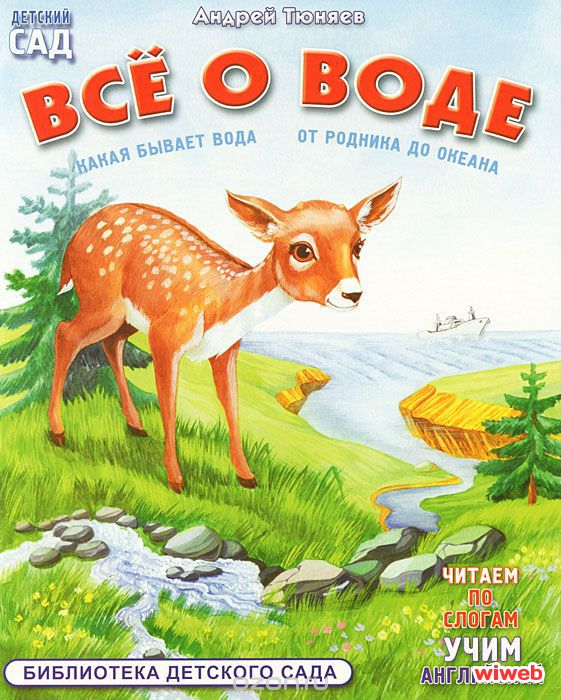 Андрей Тюняев
ДЕТСКИЙ
САД
ВСЁ О ВОДЕ
КАКАЯ БЫВАЕТ ВОДА ОТ РОДНИКА ДО ОКЕАНА
ЧИТАЕМ
ПО
СЛОГАМ
УЧИМ
wiweb
БИБЛИОТЕКА ДЕТСКОГО САДА